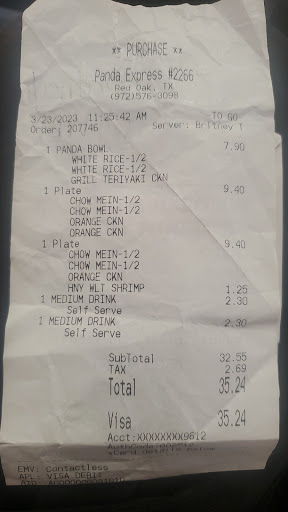 ** PURCHASE **
Panda Express #2266
Red Oak, TX
(972)576-3098
3/23/2023 11:25:42 AM TO GO
Order: 207746 Server: Britney T
1 PANDA BOWL 7.90
WHITE RICE-1/2
WHITE RICE-1/2
GRILL TERIYAKI CKN
1 Plate 9.40
CHOW MEIN-1/2
CHOW MEIN-1/2
ORANGE CKN
ORANGE CKN
1 Plate 9.40
CHOW MEIN-1/2
CHOW MEIN-1/2
ORANGE CKN
HNY WLT SHRIMP 1.25
1 MEDIUM DRINK 2.30
Self Serve
1 MEDIUM DRINK 2.30
Self Serve
SubTotal 32.55
TAX 2.69
Total 35.24
Visa 35.24
Acct:XXXXXXXX9612
EMV: Contactless
APL: VISA DEBIT